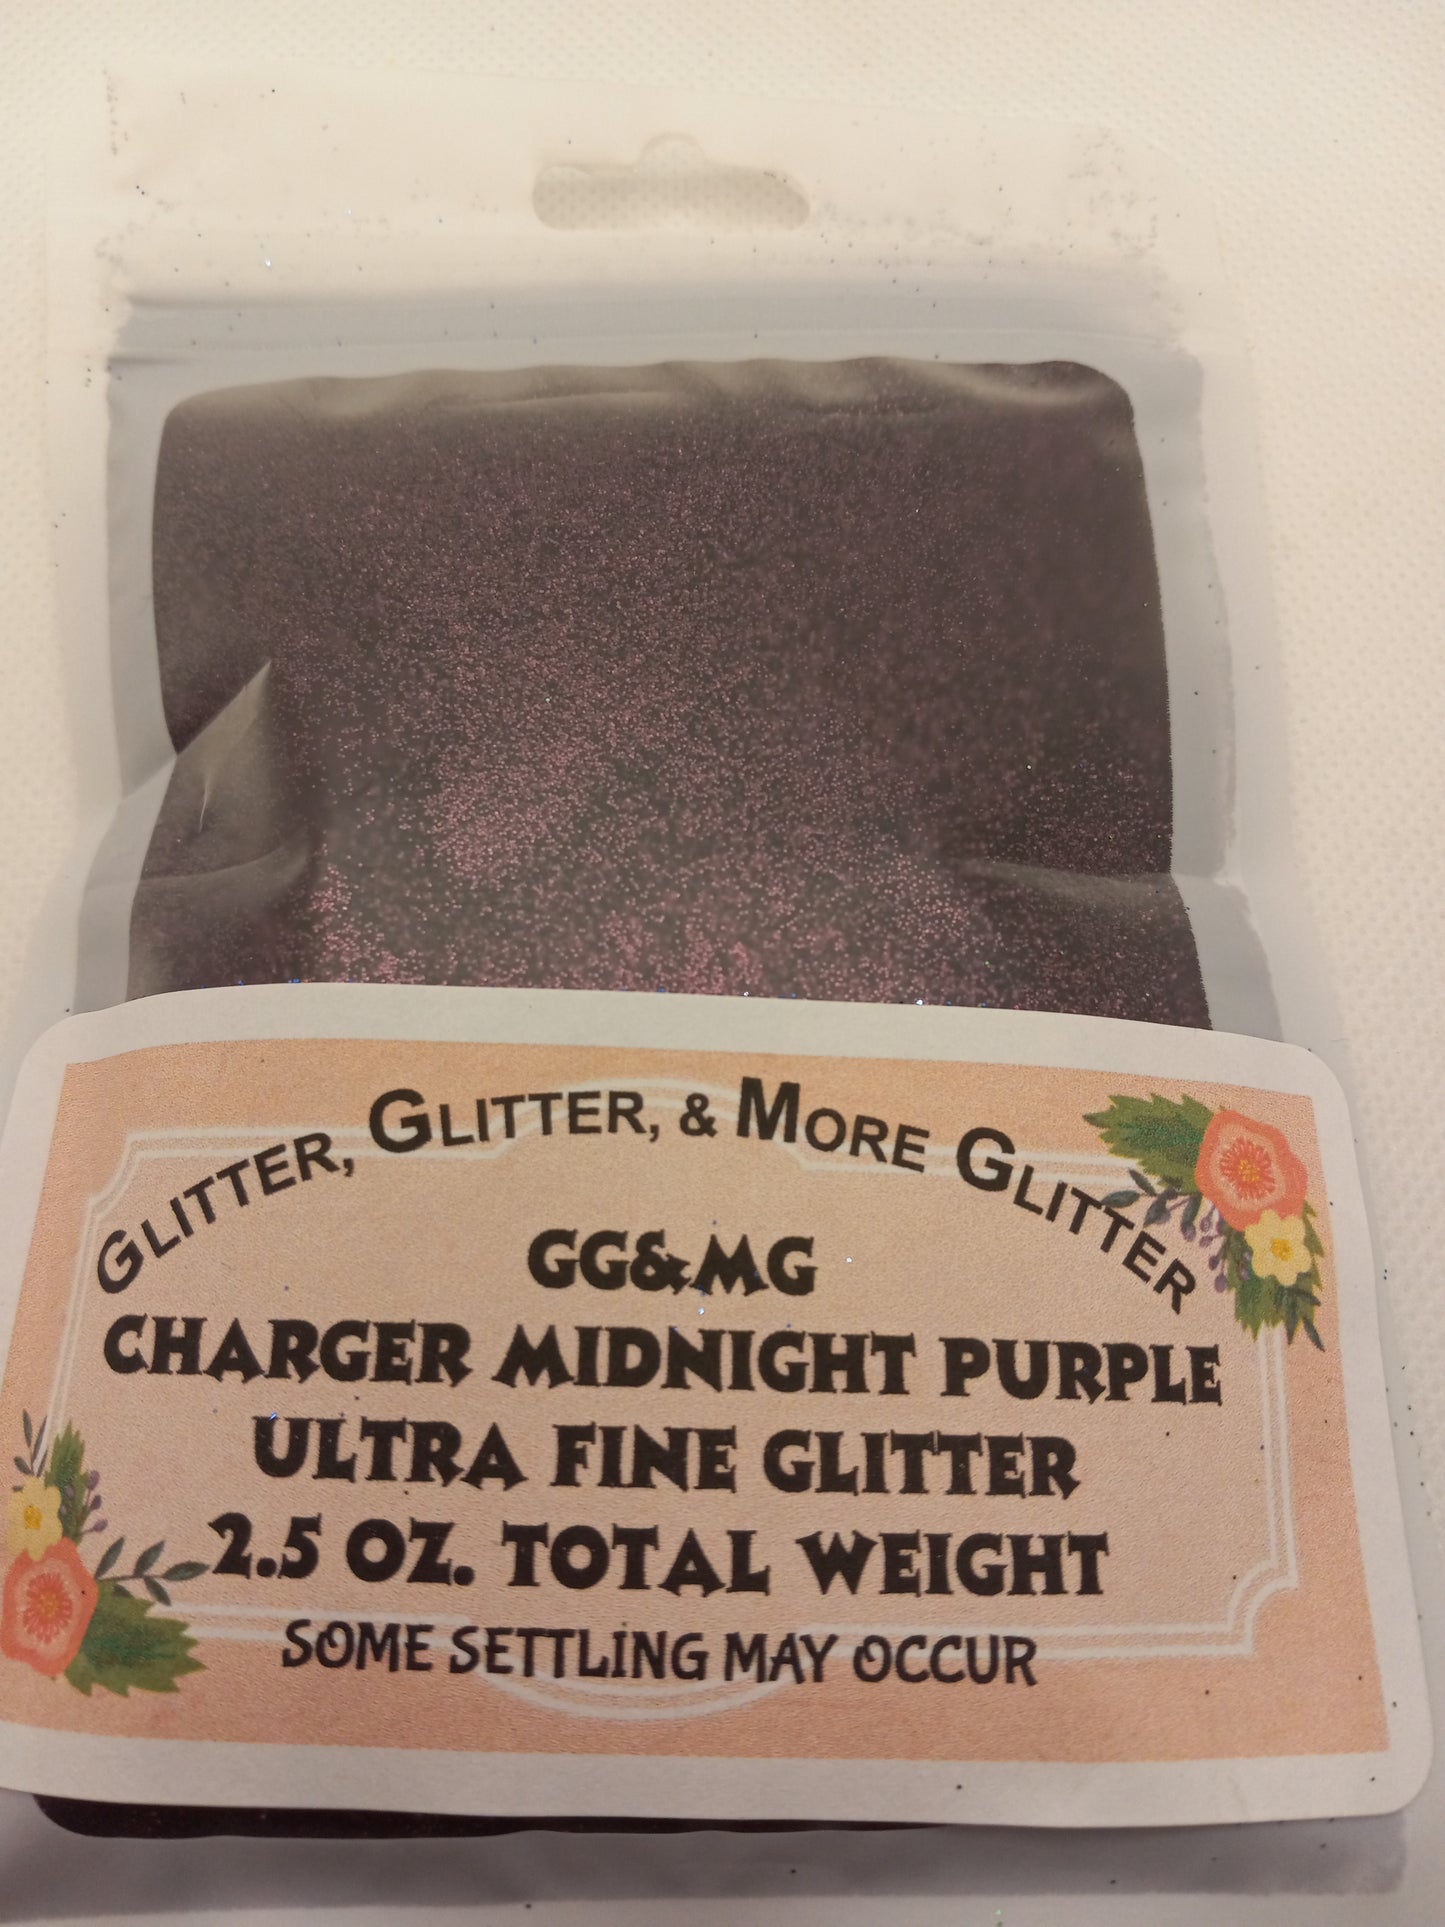 GLITTER, GLITTER, & MORE GLITTER
GG&MG
CHARGER MIDNIGHT PURPLE
ULTRA FINE GLITTER
2.5 OZ. TOTAL WEIGHT
SOME SETTLING MAY OCCUR